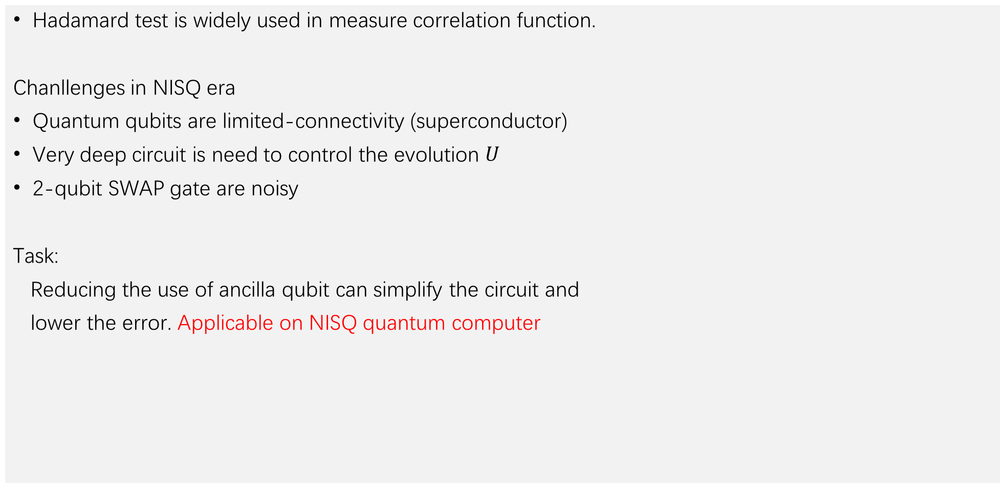 • Hadamard test is widely used in measure correlation function.
Chanllenges in NISQ era
• Quantum qubits are limited-connectivity (superconductor)
• Very deep circuit is need to control the evolution U
• 2-qubit SWAP gate are noisy
Task:
Reducing the use of ancilla qubit can simplify the circuit and
lower the error. Applicable on NISQ quantum computer